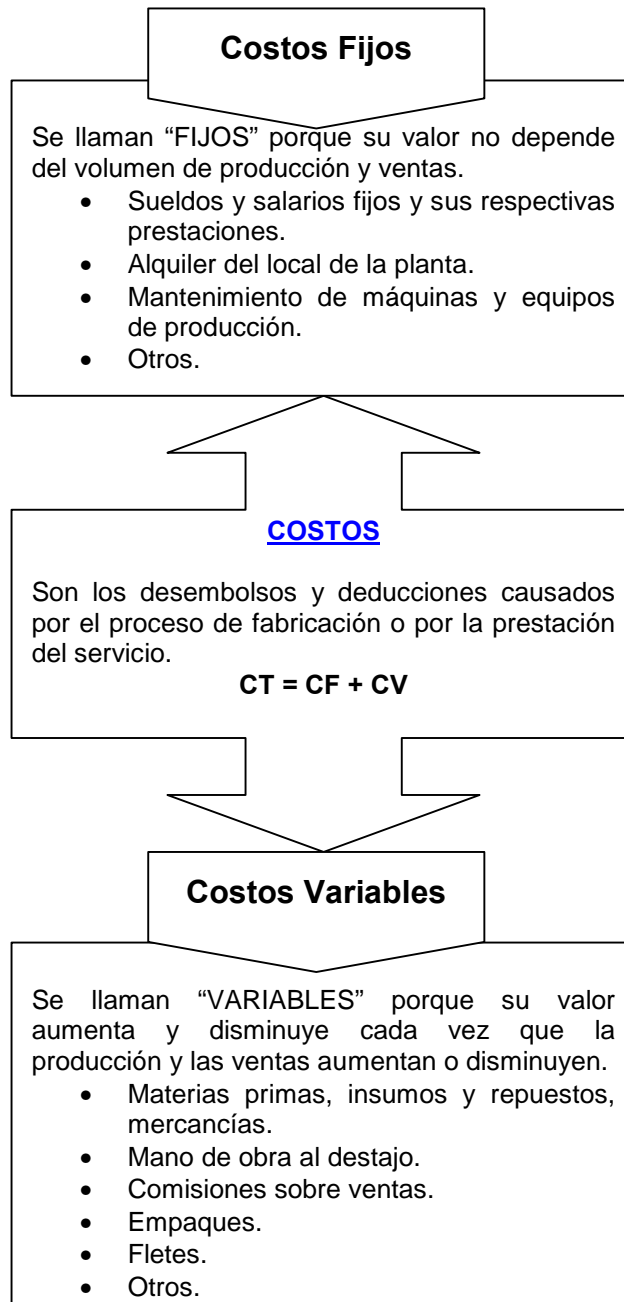 Costos Fijos
Se llaman “FIJOS” porque su valor no depende
del volumen de producción y ventas.
• Sueldos y salarios fijos y sus respectivas
prestaciones.
• Alquiler del local de la planta.
• Mantenimiento de máquinas y equipos
de producción.
• Otros.
COSTOS
Son los desembolsos y deducciones causados
por el proceso de fabricación o por la prestación
del servicio.
CT = CF + CV
Costos Variables
Se llaman “VARIABLES” porque su valor
aumenta y disminuye cada vez que la
producción y las ventas aumentan o disminuyen.
• Materias primas, insumos y repuestos,
mercancías.
• Mano de obra al destajo.
• Comisiones sobre ventas.
• Empaques.
• Fletes.
• Otros.